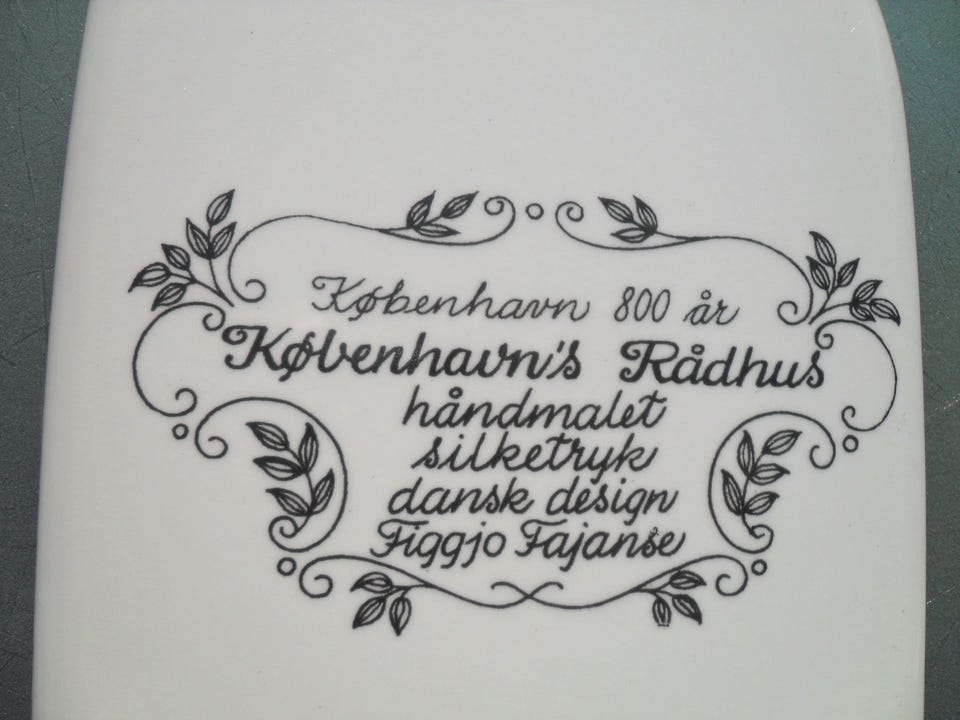 København 800 år
København's Rådhus
håndmalet
silketryk
dansk design
Figgjo Fajanse